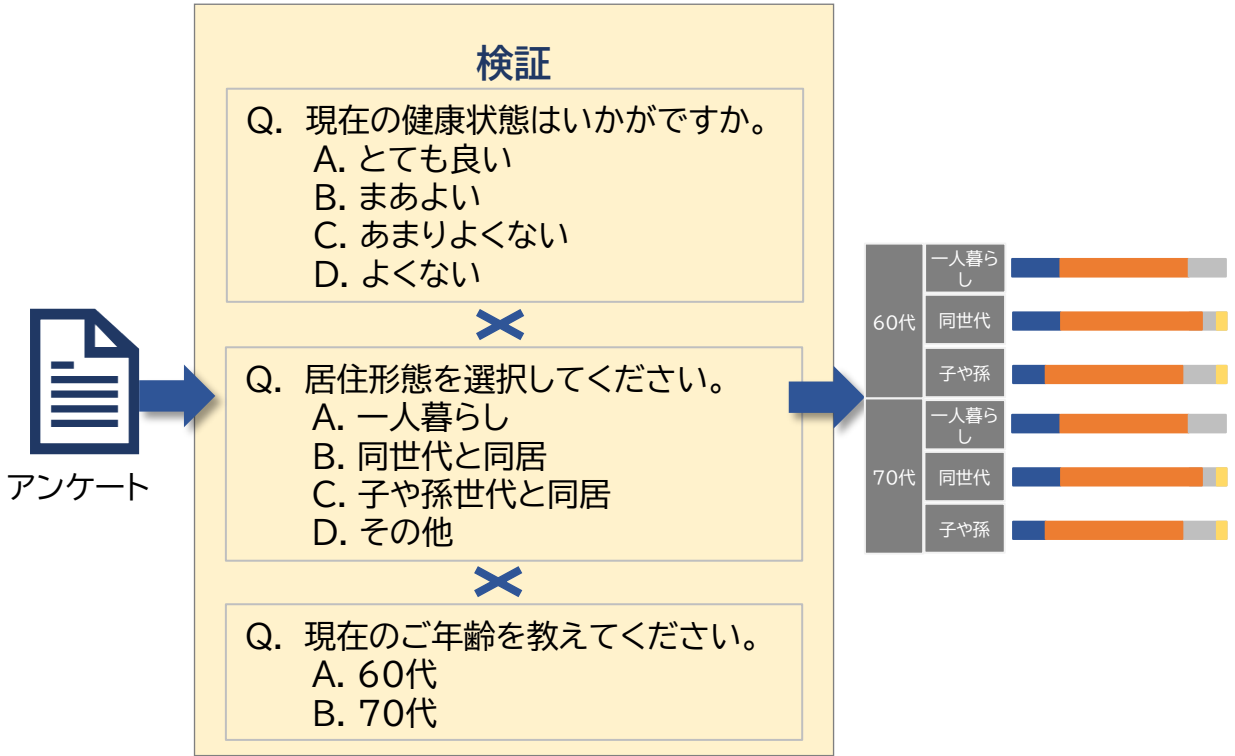 検証
Q. 現在の健康状態はいかがですか。
A. とても良い
B. まあよい
C. あまりよくない
D. よくない
Q. 居住形態を選択してください。
A. 一人暮らし
B. 同世代と同居
C. 子や孫世代と同居
D. その他
Q. 現在のご年齢を教えてください。
A. 60代
B. 70代
アンケート
60代
一人暮ら
し
同世代
子や孫
70代
一人暮ら
し
同世代
子や孫